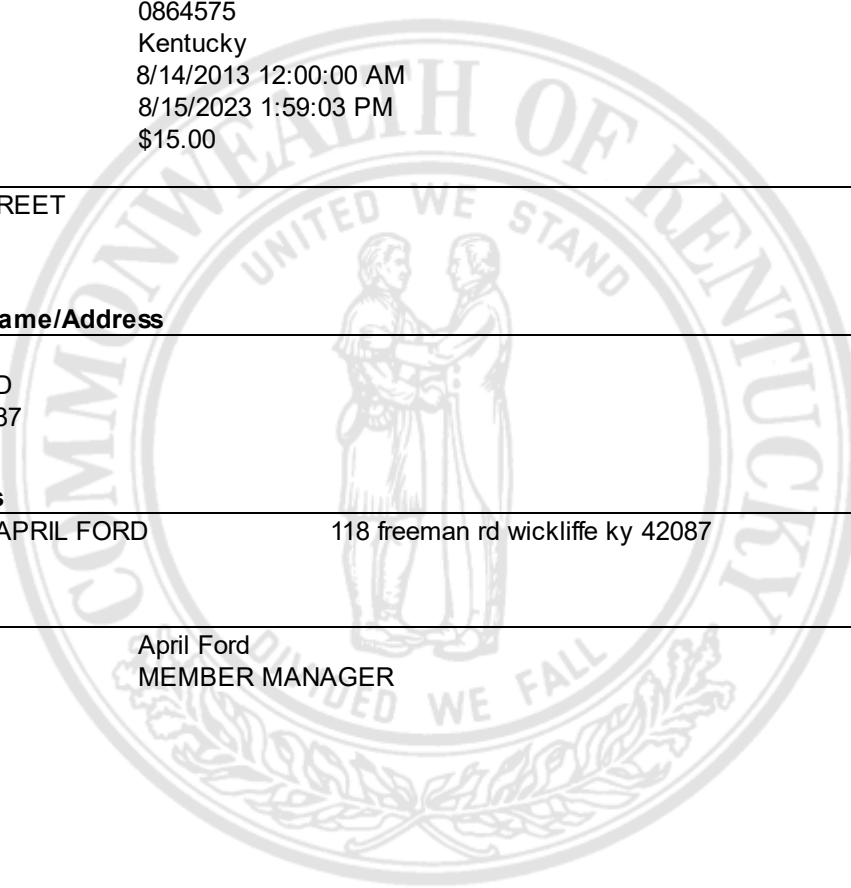 0864575
Kentucky
8/14/2013 12:00:00 AM
8/15/2023 1:59:03 PM
$15.00
REET
ame/Address
D
87
s
APRIL FORD 118 freeman rd wickliffe ky 42087
April Ford
MEMBER MANAGER
COMMONWEALTH OF KENTUCKY
UNITED WE STAND
DIVIDED WE FALL